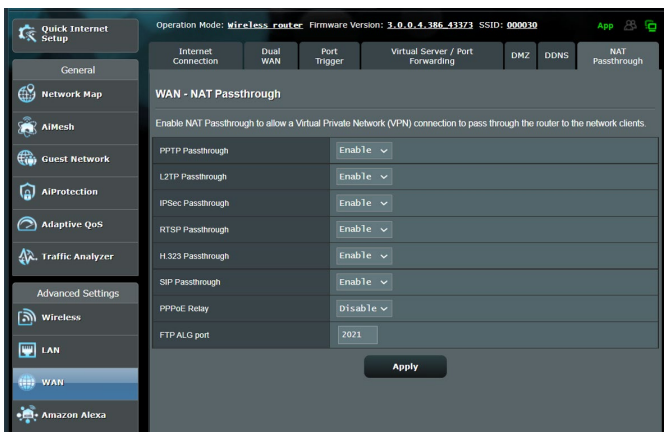 Quick Internet
Setup
Operation Mode: Wireless router Firmware Version: 3.0.0.4.386_43373 SSID: 000030
App
General
Network Map
AiMesh
Guest Network
AiProtection
Adaptive QoS
Traffic Analyzer
Advanced Settings
Wireless
LAN
WAN
Amazon Alexa
Internet
Connection
Dual
WAN
Port
Trigger
Virtual Server / Port
Forwarding
DMZ
DDNS
NAT
Passthrough
WAN - NAT Passthrough
Enable NAT Passthrough to allow a Virtual Private Network (VPN) connection to pass through the router to the network clients.
PPTP Passthrough Enable
L2TP Passthrough Enable
IPSec Passthrough Enable
RTSP Passthrough Enable
H.323 Passthrough Enable
SIP Passthrough Enable
PPPoE Relay Disable
FTP ALG port 2021
Apply